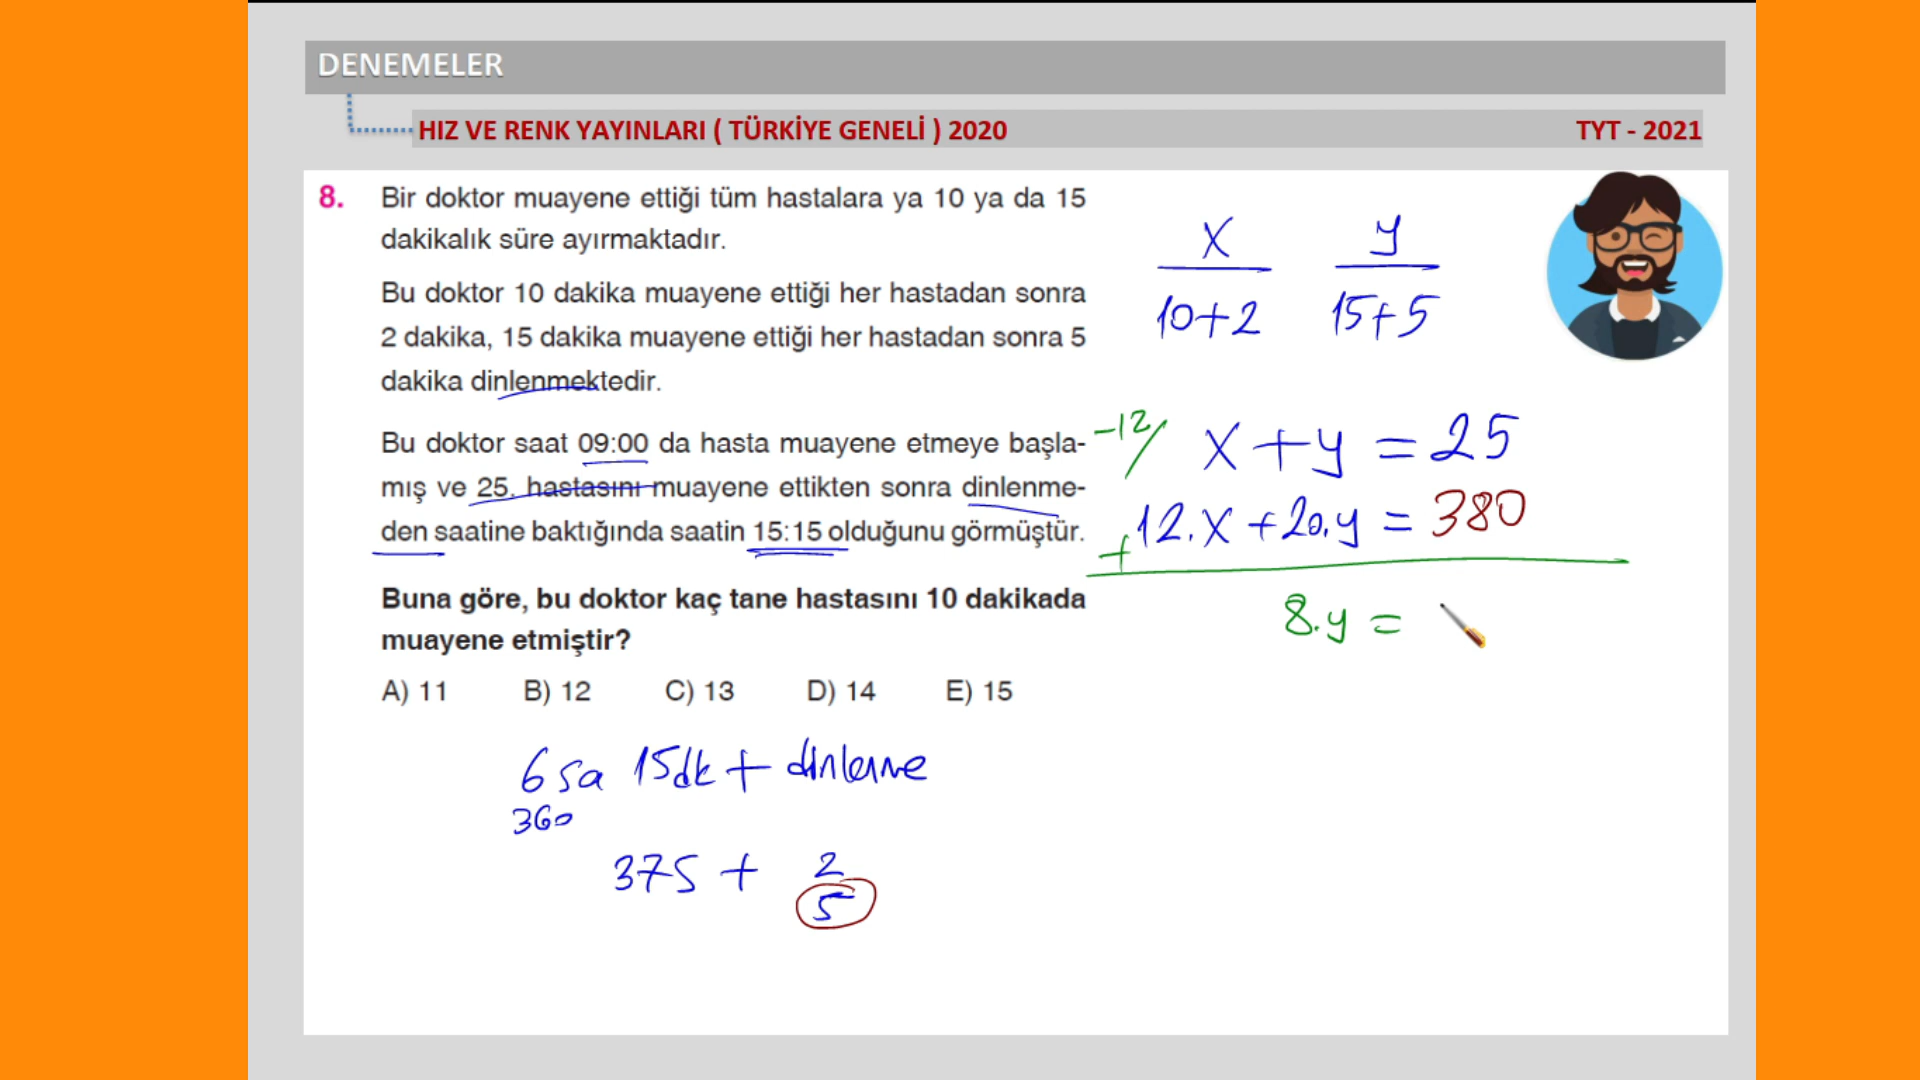 DENEMELER
HIZ VE RENK YAYINLARI ( TÜRKİYE GENELİ ) 2020 TYT - 2021
8. Bir doktor muayene ettiği tüm hastalara ya 10 ya da 15
dakikalık süre ayırmaktadır.
Bu doktor 10 dakika muayene ettiği her hastadan sonra
2 dakika, 15 dakika muayene ettiği her hastadan sonra 5
dakika dinlenmektedir.
Bu doktor saat 09:00 da hasta muayene etmeye başla-
mış ve 25. hastasını muayene ettikten sonra dinlenme-
den saatine baktığında saatin 15:15 olduğunu görmüştür.
Buna göre, bu doktor kaç tane hastasını 10 dakikada
muayene etmiştir?
A) 11 B) 12 C) 13 D) 14 E) 15
6 sa 15dk + dinlenme
360
375 + 2
5
x y
10+2 15+5
-12/ x + y = 25
+ 12.x + 20.y = 380
8.y =